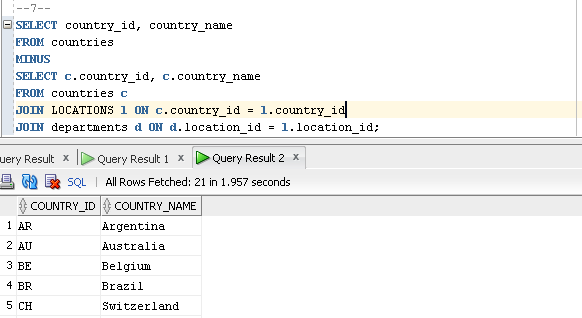 --7--
SELECT country_id, country_name
FROM countries
MINUS
SELECT c.country_id, c.country_name
FROM countries c
JOIN LOCATIONS l ON c.country_id = l.country_id
JOIN departments d ON d.location_id = l.location_id;
uery Result x Query Result 1 x Query Result 2 x
SQL | All Rows Fetched: 21 in 1.957 seconds
COUNTRY_ID COUNTRY_NAME
1 AR Argentina
2 AU Australia
3 BE Belgium
4 BR Brazil
5 CH Switzerland